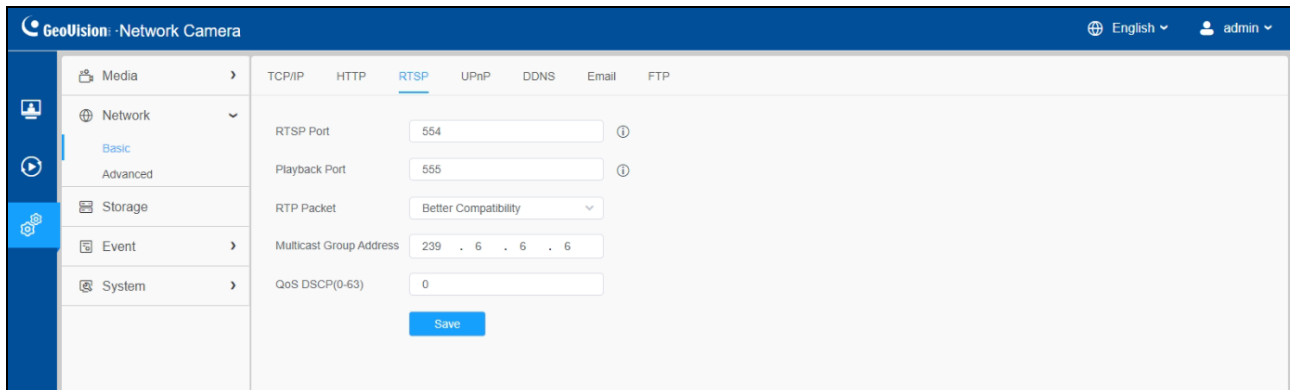 GeoVision: ·Network Camera
English
admin
Media
Network
Basic
Advanced
Storage
Event
System
TCP/IP HTTP RTSP UPnP DDNS Email FTP
RTSP Port 554
Playback Port 555
RTP Packet Better Compatibility
Multicast Group Address 239 . 6 . 6 . 6
QoS DSCP(0-63) 0
Save